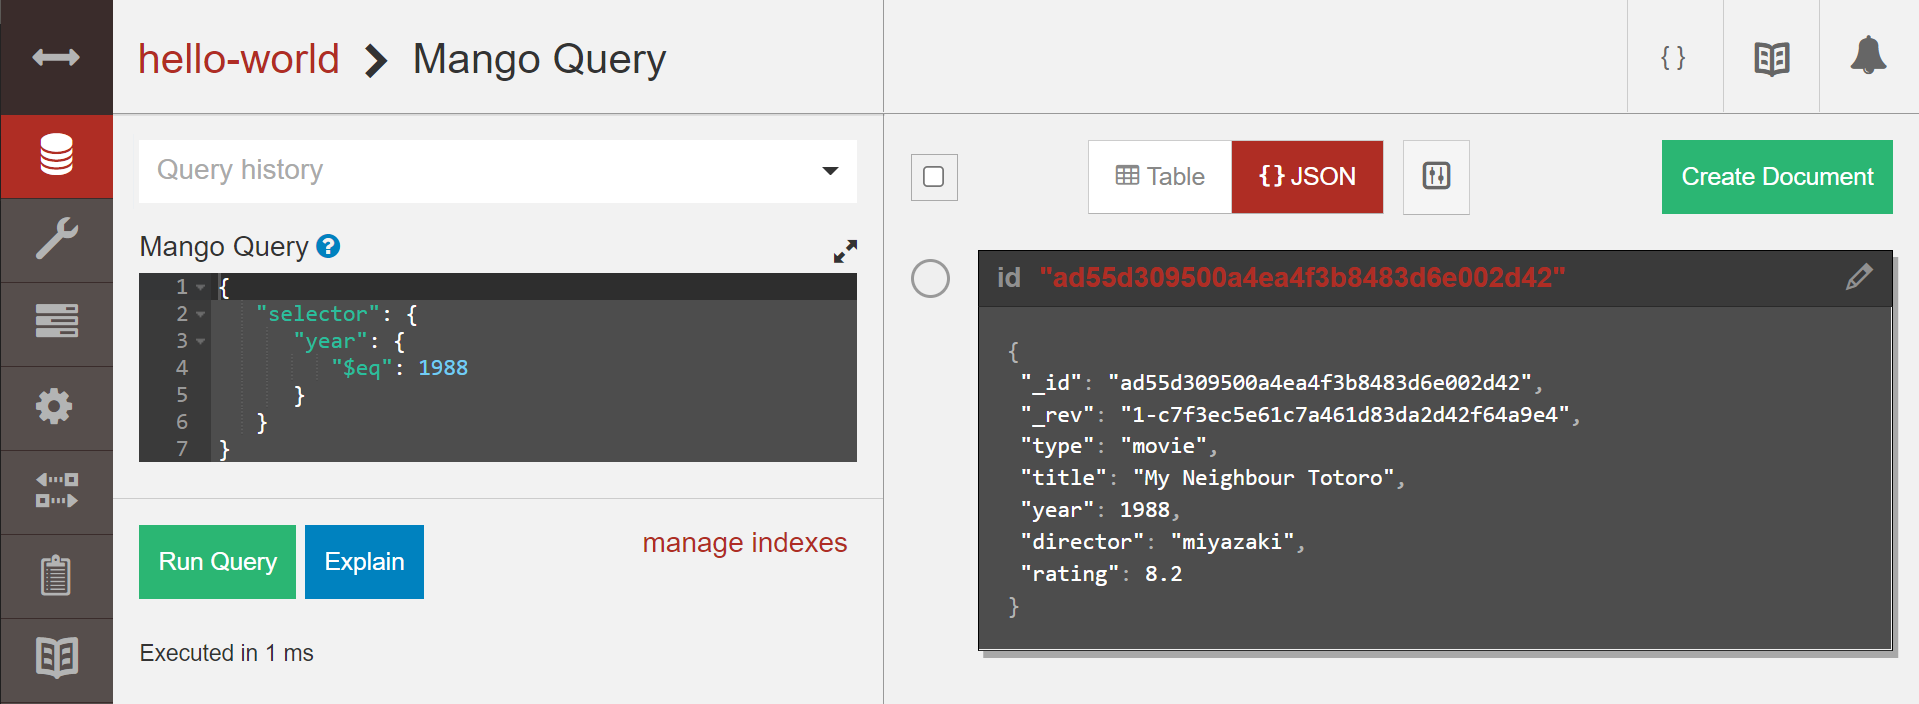 hello-world Mango Query
{ }
Query history
Mango Query ?
1 {
2 "selector": {
3 "year": {
4 "$eq": 1988
5 }
6 }
7 }
Run Query
Explain
manage indexes
Executed in 1 ms
Table
{} JSON
Create Document
id "ad55d309500a4ea4f3b8483d6e002d42"
{
"_id": "ad55d309500a4ea4f3b8483d6e002d42",
"_rev": "1-c7f3ec5e61c7a461d83da2d42f64a9e4",
"type": "movie",
"title": "My Neighbour Totoro",
"year": 1988,
"director": "miyazaki",
"rating": 8.2
}